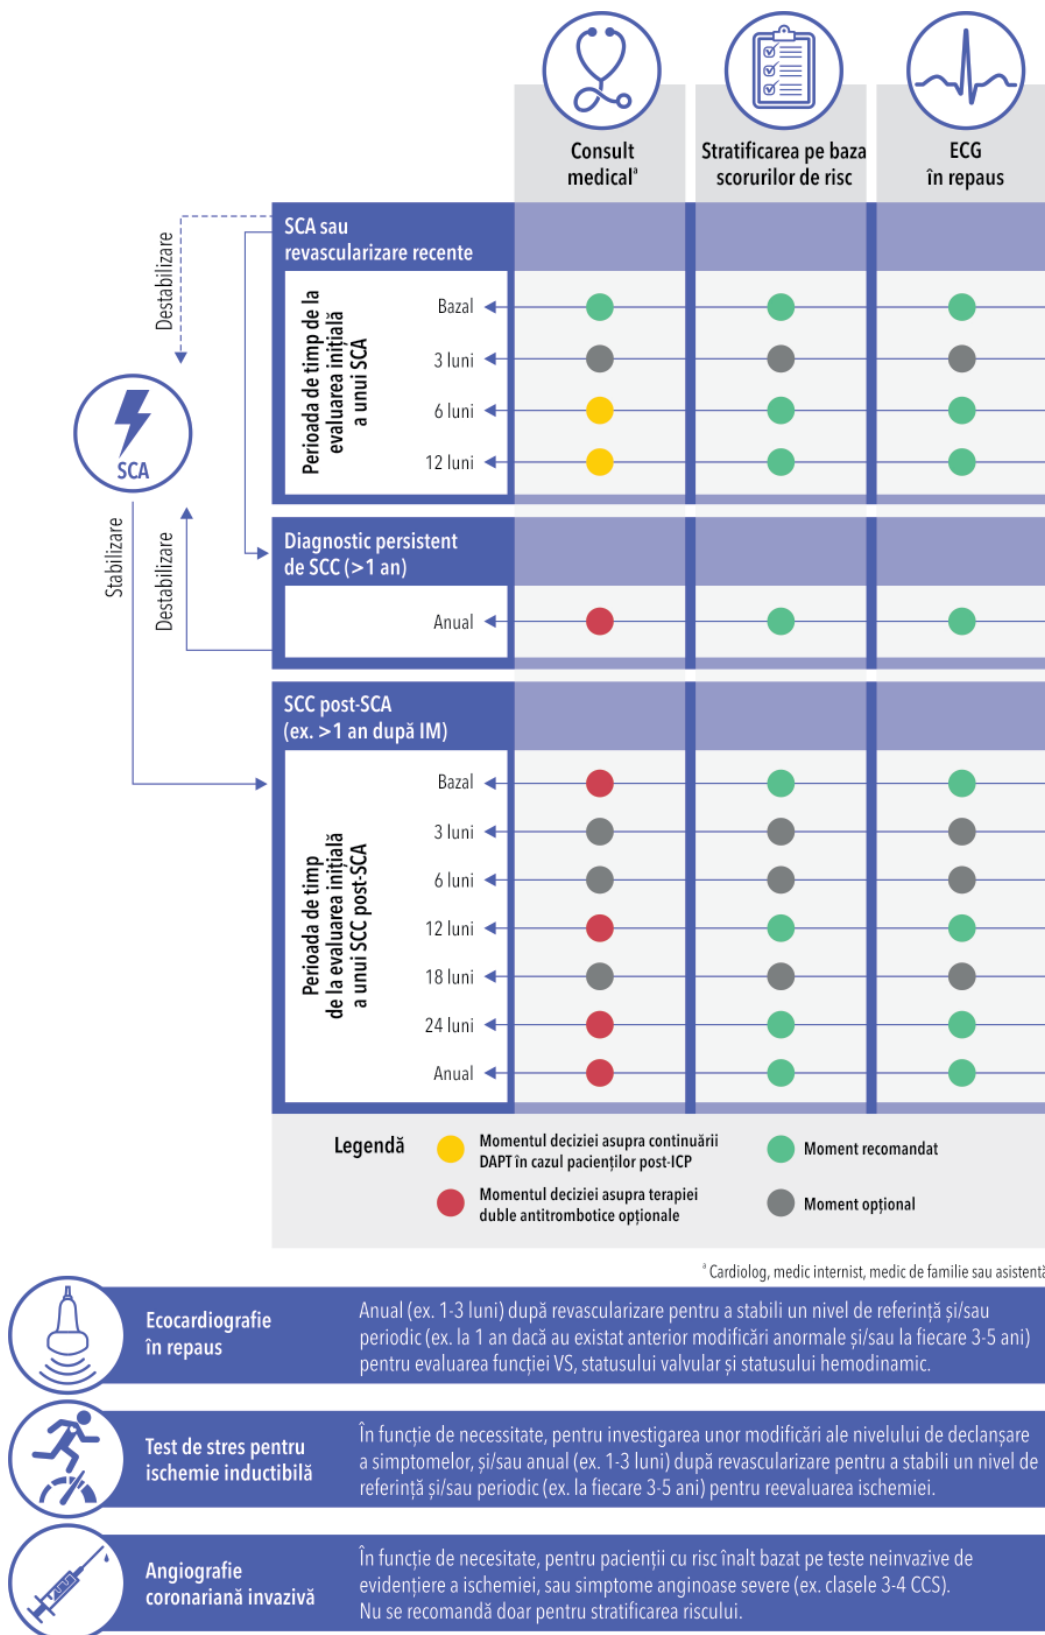 Consult
medicalª
Stratificarea pe baza
scorurilor de risc
ECG
în repaus
SCA sau
revascularizare recente
Destabilizare
Perioada de timp de la
evaluarea inițială
a unui SCA
Bazal
3 luni
6 luni
12 luni
SCA
Stabilizare
Destabilizare
Diagnostic persistent
de SCC (>1 an)
Anual
SCC post-SCA
(ex. >1 an după IM)
Perioada de timp
de la evaluarea inițială
a unui SCC post-SCA
Bazal
3 luni
6 luni
12 luni
18 luni
24 luni
Anual
Legendă
Momentul deciziei asupra continuării
DAPT în cazul pacienților post-ICP
Moment recomandat
Momentul deciziei asupra terapiei
duble antitrombotice opționale
Moment opțional
ª Cardiolog, medic internist, medic de familie sau asistentă
Ecocardiografie
în repaus
Anual (ex. 1-3 luni) după revascularizare pentru a stabili un nivel de referință și/sau
periodic (ex. la 1 an dacă au existat anterior modificări anormale și/sau la fiecare 3-5 ani)
pentru evaluarea funcției VS, statusului valvular și statusului hemodinamic.
Test de stres pentru
ischemie inductibilă
În funcție de necessitate, pentru investigarea unor modificări ale nivelului de declanșare
a simptomelor, și/sau anual (ex. 1-3 luni) după revascularizare pentru a stabili un nivel de
referință și/sau periodic (ex. la fiecare 3-5 ani) pentru reevaluarea ischemiei.
Angiografie
coronariană invazivă
În funcție de necesitate, pentru pacienții cu risc înalt bazat pe teste neinvazive de
evidențiere a ischemiei, sau simptome anginoase severe (ex. clasele 3-4 CCS).
Nu se recomandă doar pentru stratificarea riscului.